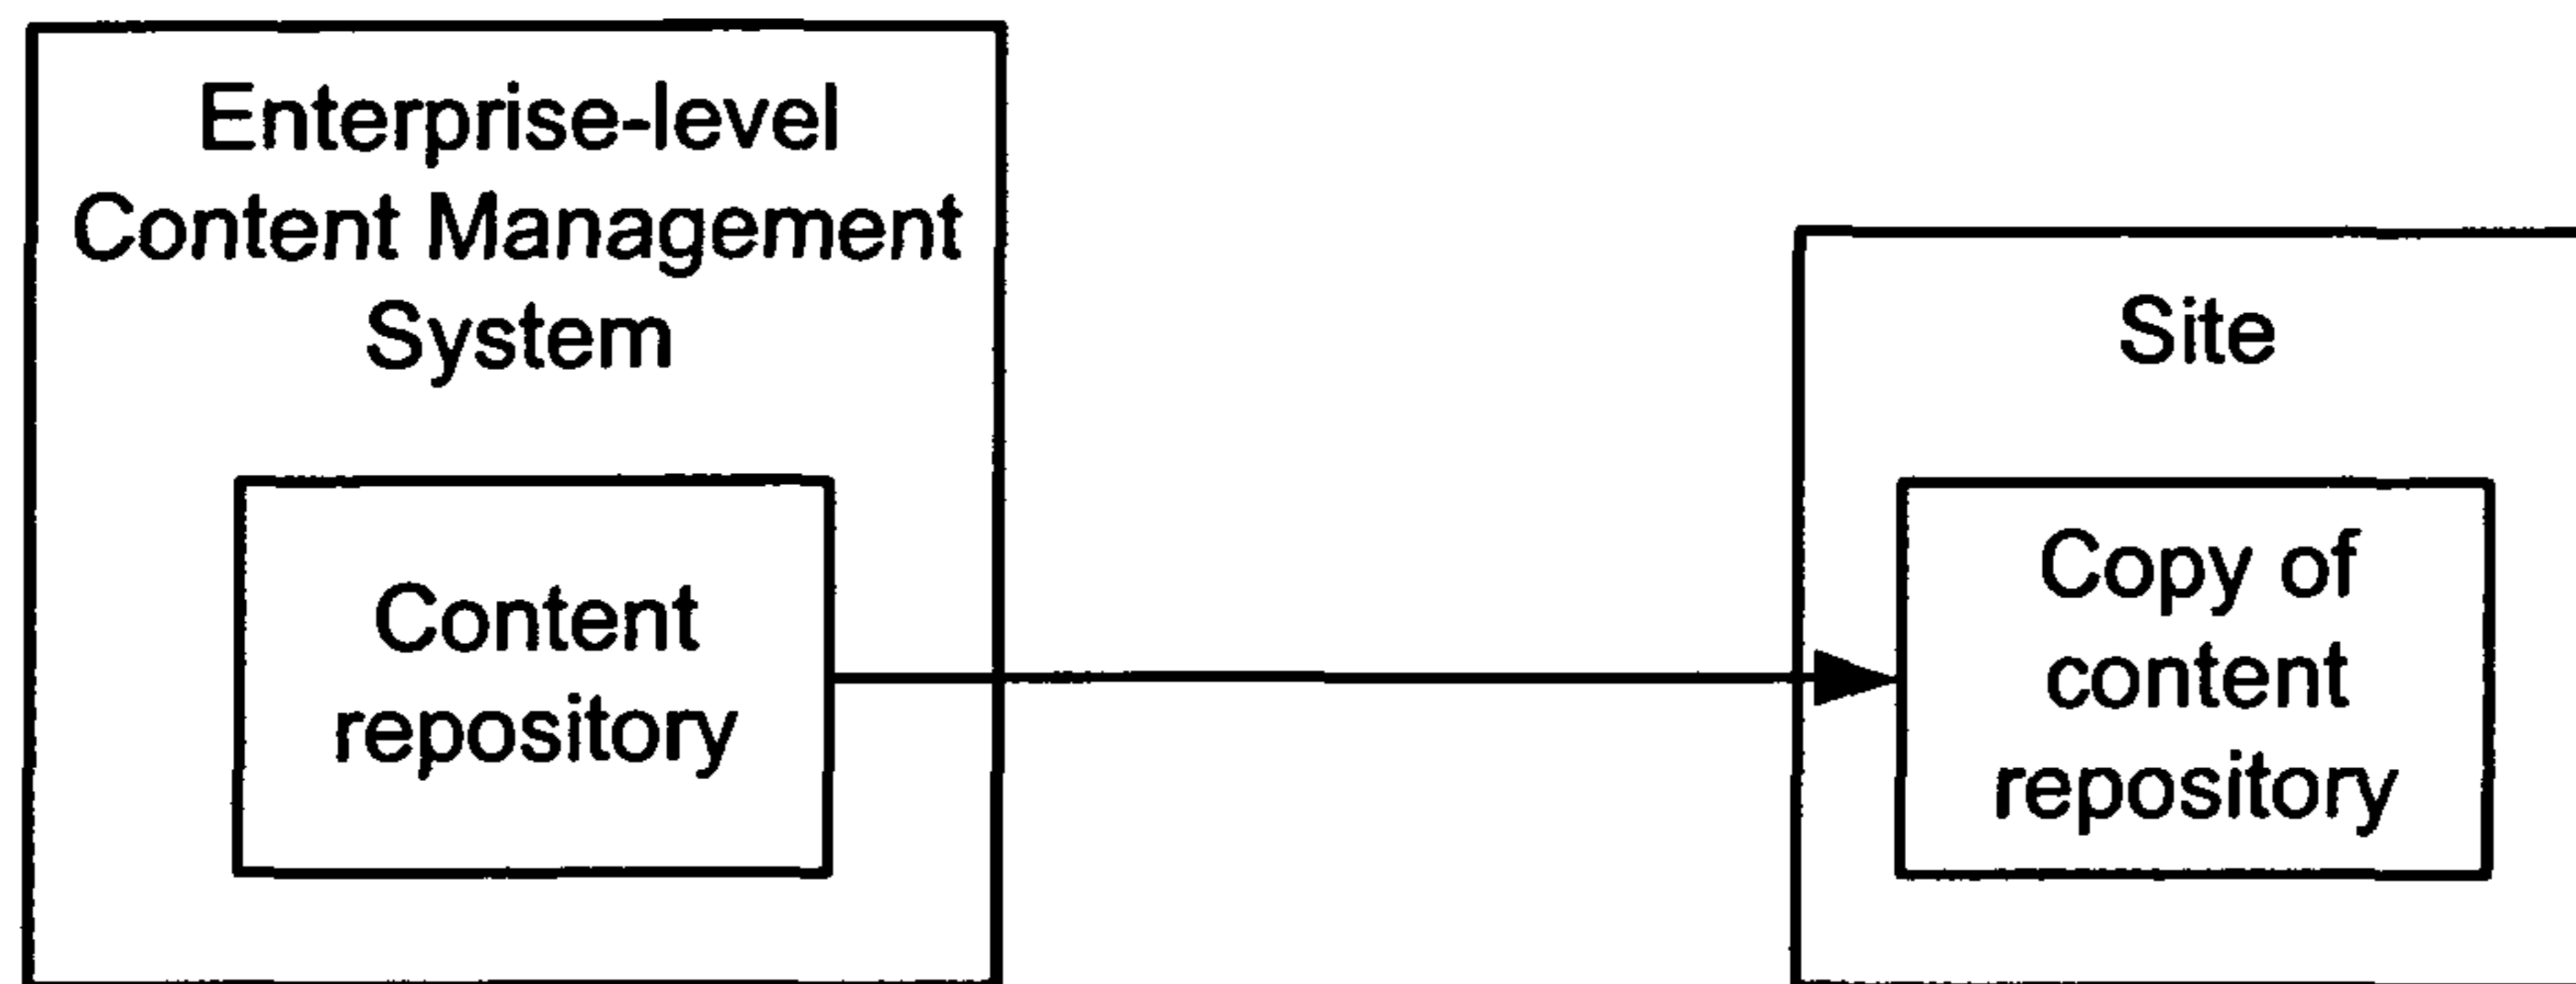 Enterprise-level
Content Management
System
Content
repository
Site
Copy of
content
repository